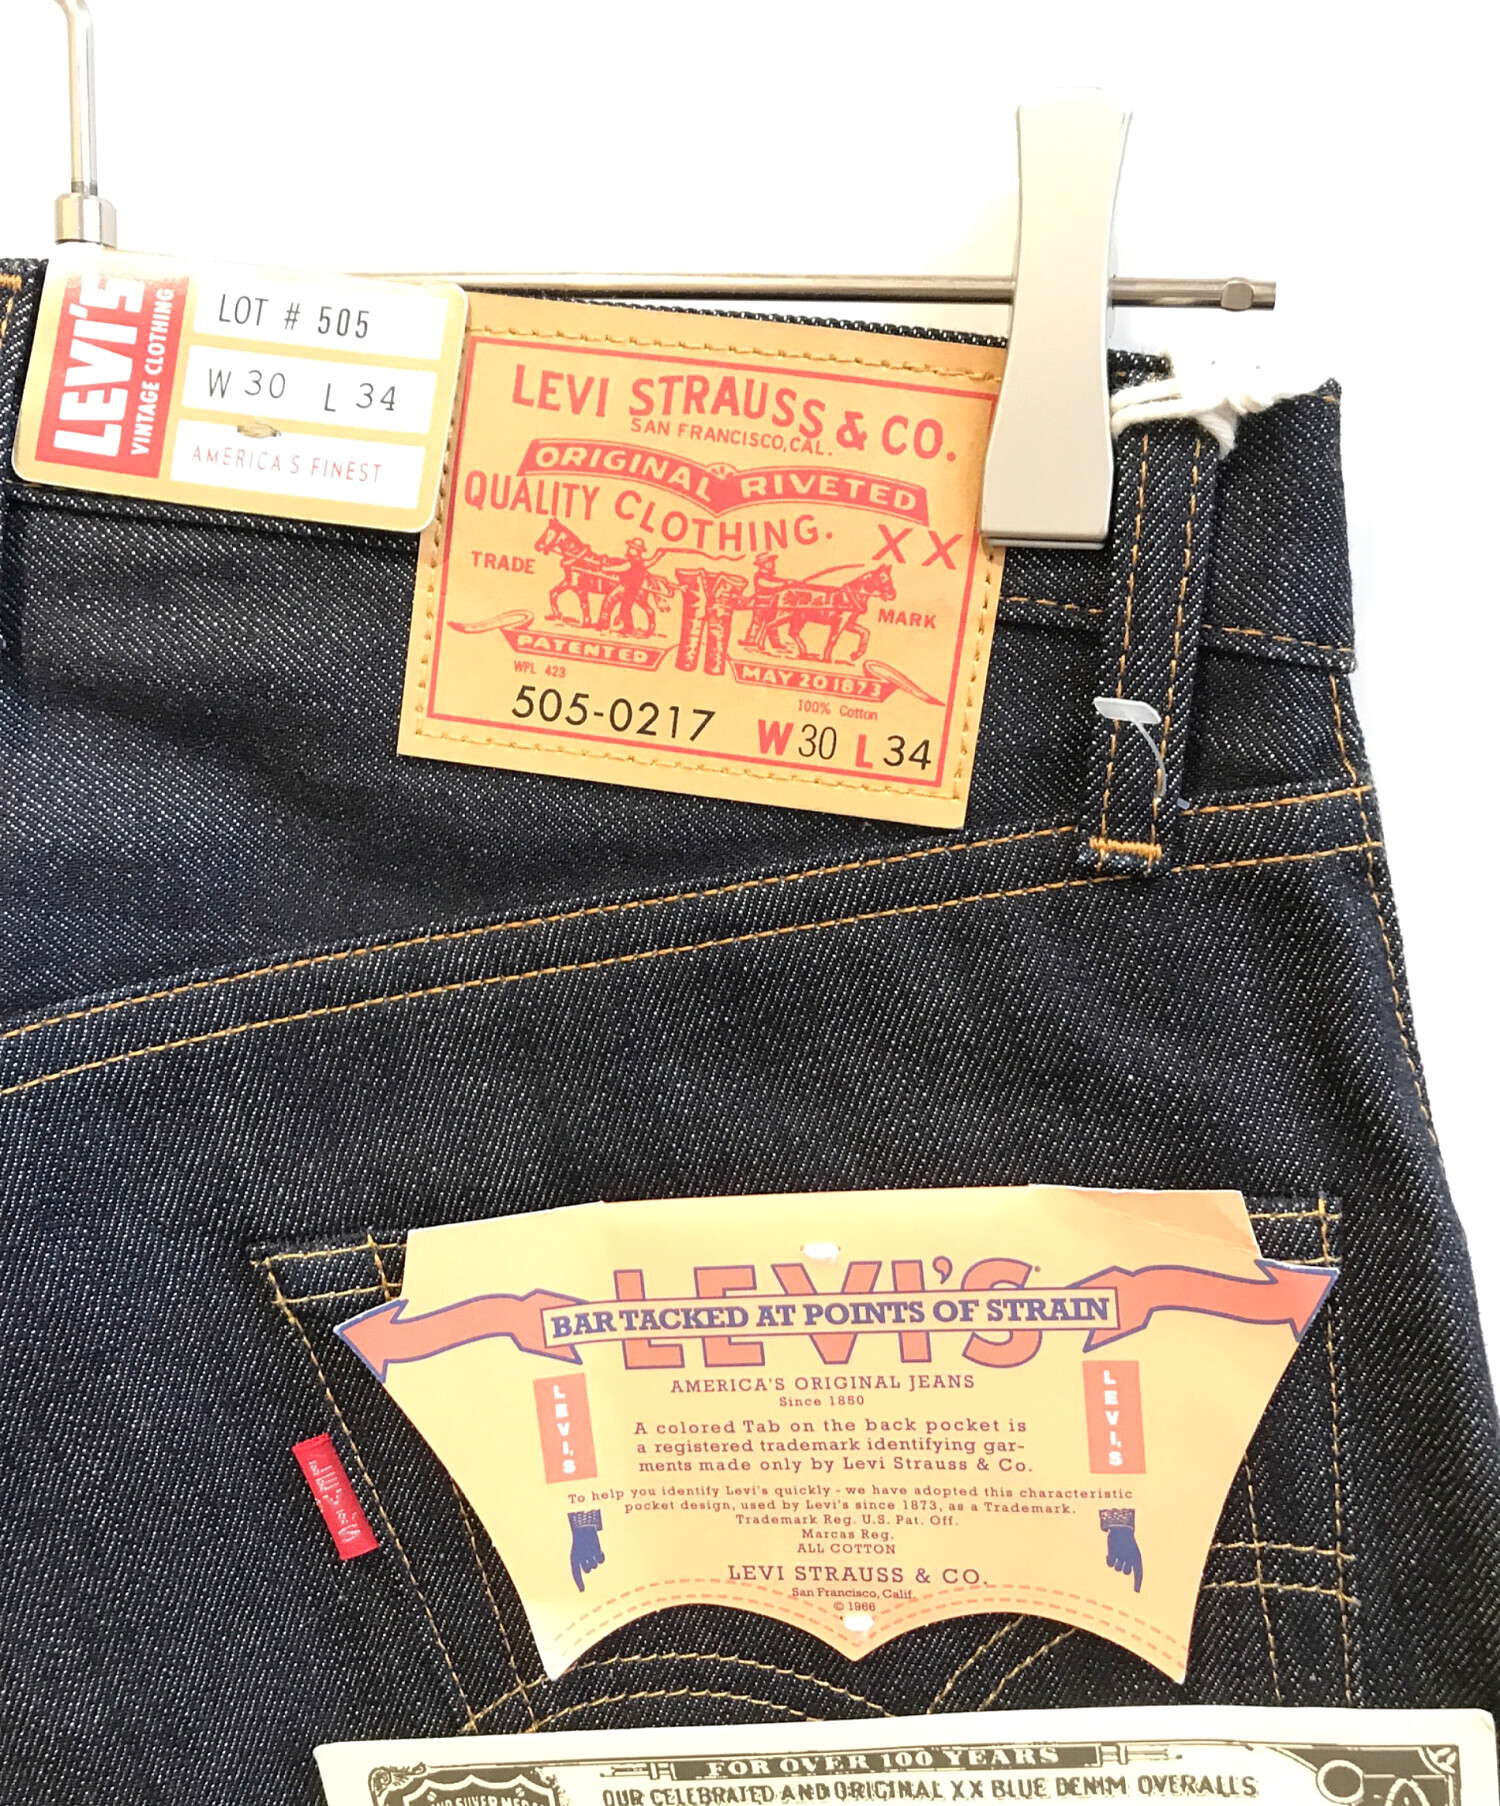 LEVI'S
VINTAGE CLOTHING
LOT # 505
W 30 L 34
AMERICA'S FINEST
LEVI STRAUSS & CO.
SAN FRANCISCO, CAL.
ORIGINAL RIVETED
QUALITY CLOTHING. XX
TRADE MARK
PATENTED MAY 20 1873
WPL 423
100% Cotton
505-0217 W 30 L 34
LEVI'S
BAR TACKED AT POINTS OF STRAIN
AMERICA'S ORIGINAL JEANS
Since 1850
LEVI'S
LEVI'S
A colored Tab on the back pocket is
a registered trademark identifying gar-
ments made only by Levi Strauss & Co.
To help you identify Levi's quickly - we have adopted this characteristic
pocket design, used by Levi's since 1873, as a Trademark.
Trademark Reg. U.S. Pat. Off.
Marcas Reg.
ALL COTTON
LEVI STRAUSS & CO.
San Francisco, Calif.
© 1966
LEVI'S
FOR OVER 100 YEARS
OUR CELEBRATED AND ORIGINAL XX BLUE DENIM OVERALLS